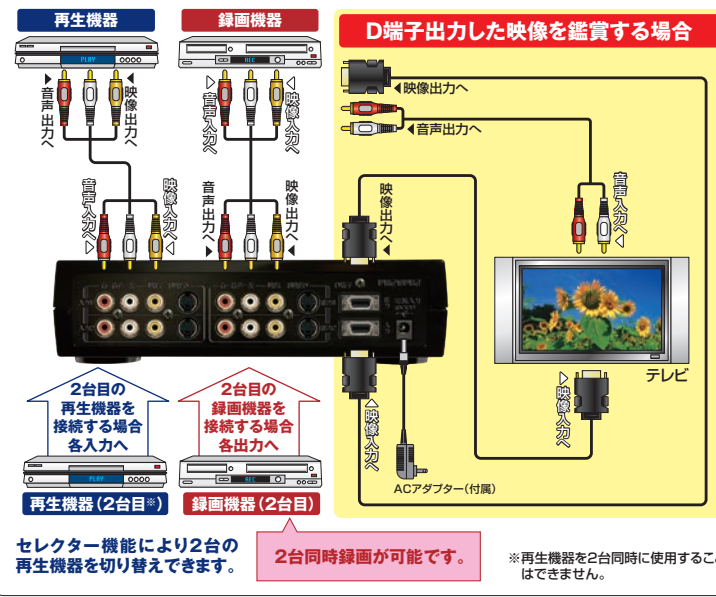 再生機器
録画機器
D端子出力した映像を鑑賞する場合
PLAY
REC
◀映像出力へ
◀音声出力へ
▶音声出力へ
◀映像出力へ
音声入力へ
映像入力へ
音声入力へ▷
映像入力へ▷
音声出力へ▶
映像出力へ▶
映像出力へ▶
音声入力へ
テレビ
映像入力へ
映像入力へ
ACアダプター(付属)
2台目の
再生機器を
接続する場合
各入力へ
2台目の
録画機器を
接続する場合
各出力へ
PLAY
REC
再生機器(2台目※)
録画機器(2台目)
セレクター機能により2台の
再生機器を切り替えできます。
2台同時録画が可能です。
※再生機器を2台同時に使用するこ
はできません。